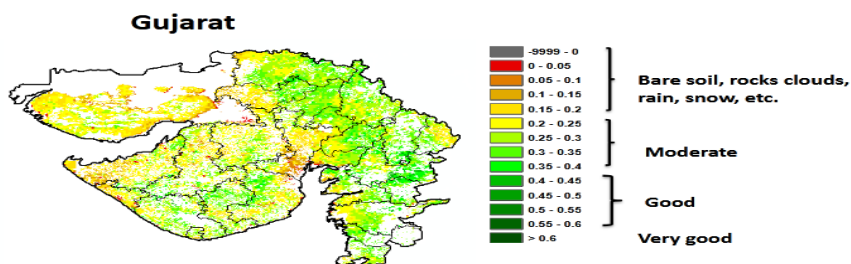 Gujarat
-9999 - 0
0 - 0.05
0.05 - 0.1
0.1 - 0.15
0.15 - 0.2
0.2 - 0.25
0.25 - 0.3
0.3 - 0.35
0.35 - 0.4
0.4 - 0.45
0.45 - 0.5
0.5 - 0.55
0.55 - 0.6
> 0.6
Bare soil, rocks clouds,
rain, snow, etc.
Moderate
Good
Very good